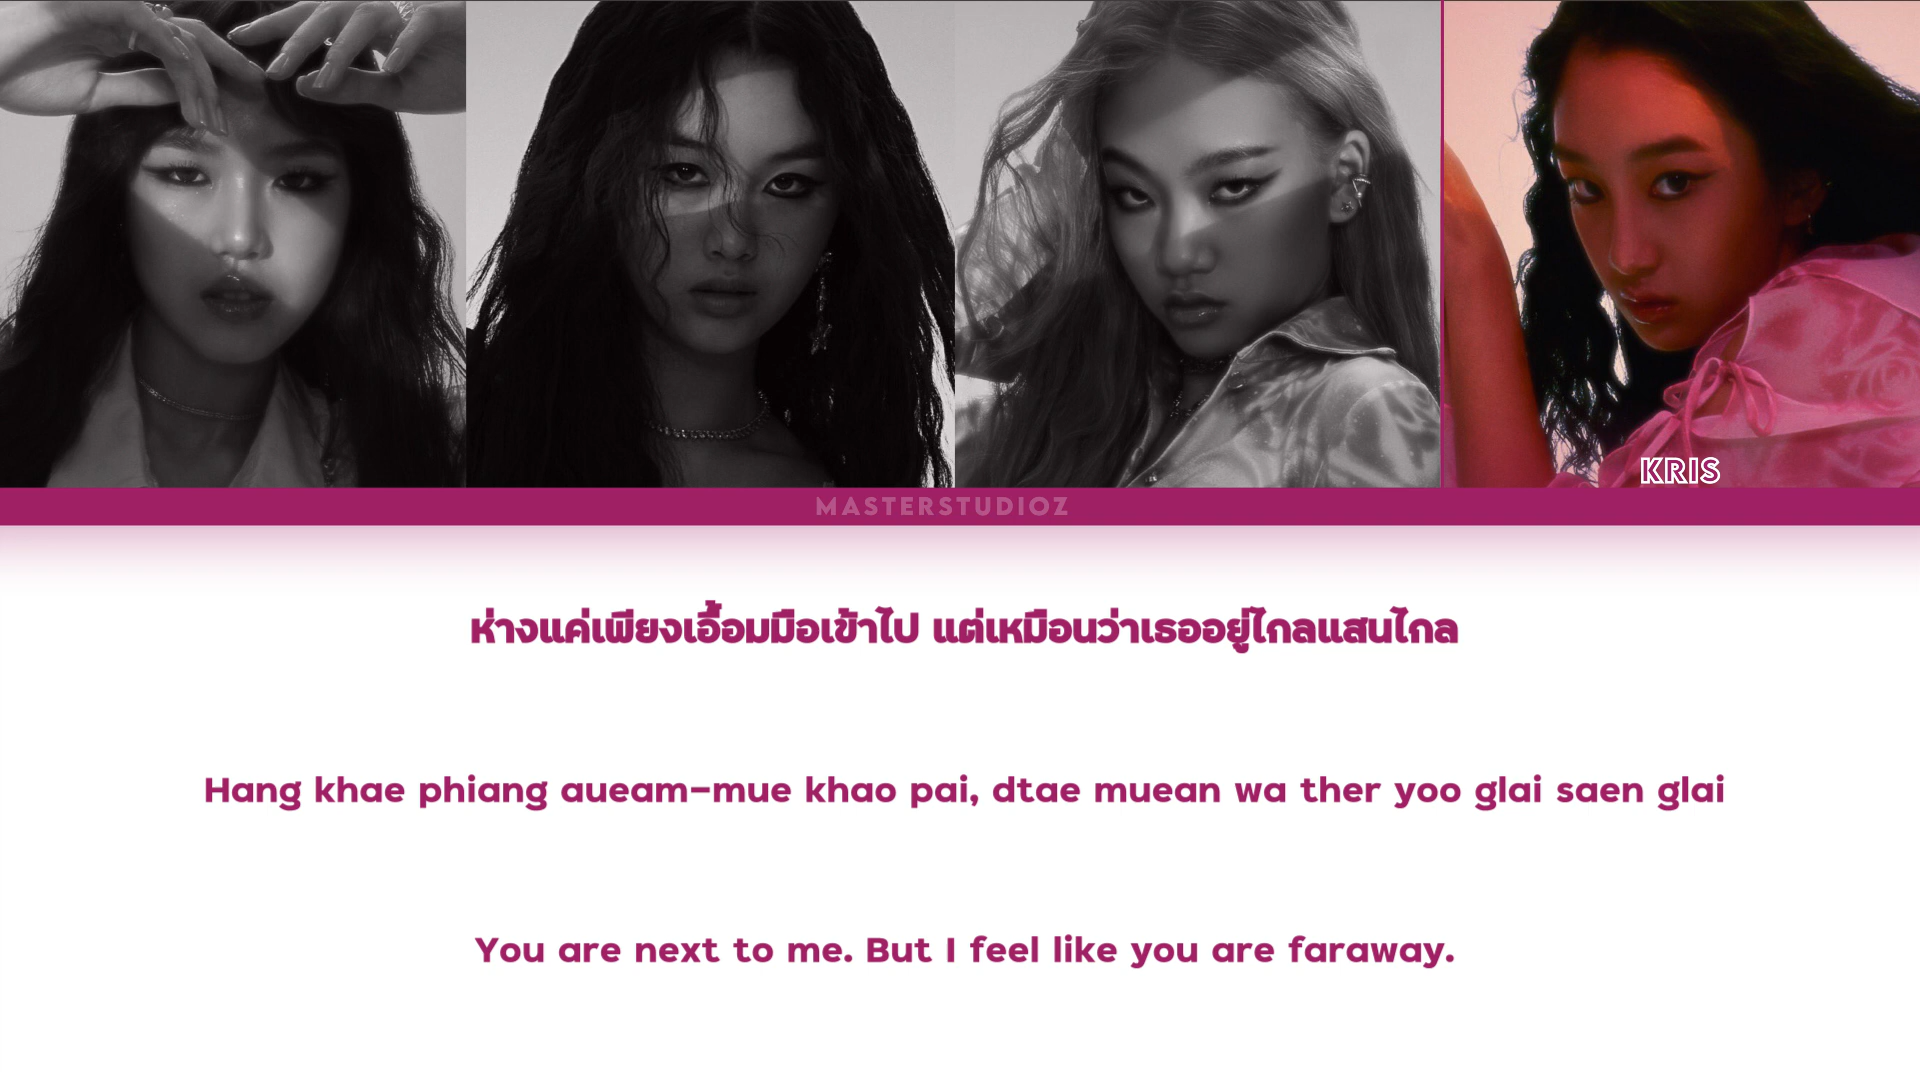 KRIS
MASTERSTUDIOZ
ห่างแค่เพียงเอื้อมมือเข้าไป แต่เหมือนว่าเธออยู่ไกลแสนไกล
Hang khae phiang aueam-mue khao pai, dtae muean wa ther yoo glai saen glai
You are next to me. But I feel like you are faraway.